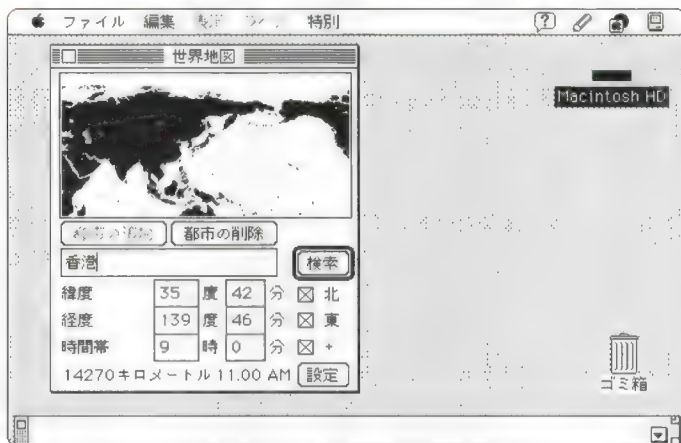 ファイル 編集 特別
世界地図
Macintosh HD
都市の削除
香港
検索
緯度 35 度 42 分 北
経度 139 度 46 分 東
時間帯 9 時 0 分 +
14270キロメートル 11.00 AM 設定
ゴミ箱